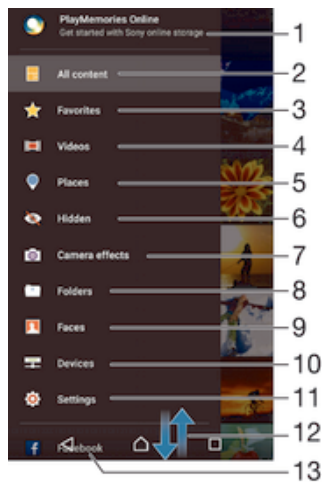 PlayMemories Online
Get started with Sony online storage
1
All content
2
Favorites
3
Videos
4
Places
5
Hidden
6
Camera effects
7
Folders
8
Faces
9
Devices
10
Settings
11
12
Facebook
13